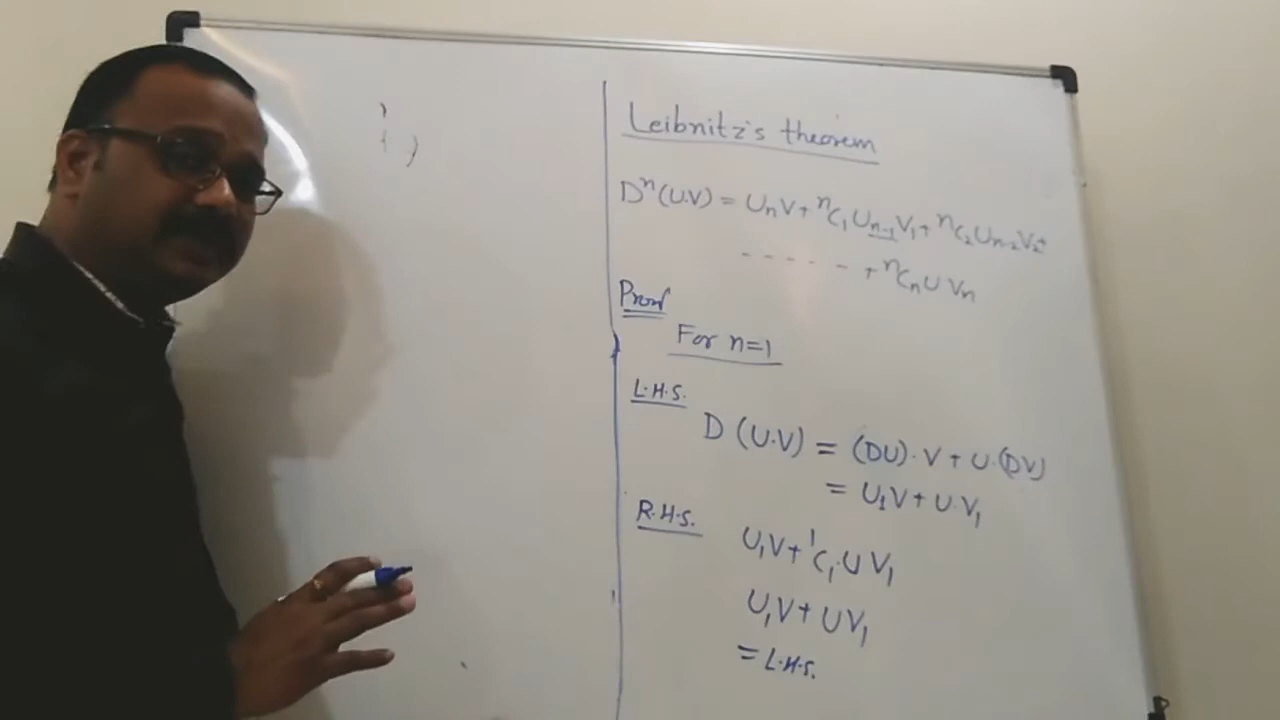 Leibnitz's theorem
Dⁿ(U.V) = UₙV + ⁿC₁Uₙ₋₁V₁ + ⁿC₂Uₙ₋₂V₂+
- - - - - - + ⁿCₙ U Vₙ
Proof
For n=1
L.H.S.
D (U.V) = (DU). V + U.(DV)
= U₁V + U.V₁
R.H.S.
U₁V + ¹C₁.U V₁
U₁V + U V₁
= L.H.S.